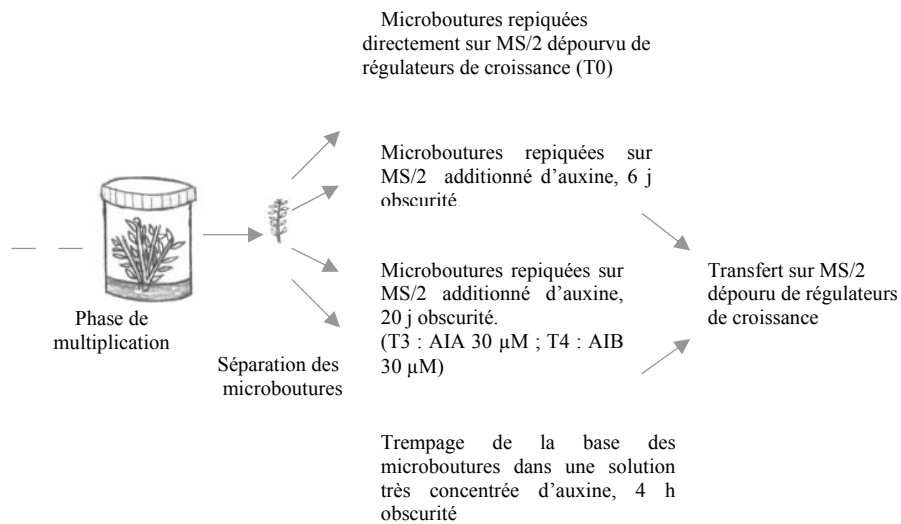 Microboutures repiquées
directement sur MS/2 dépourvu de
régulateurs de croissance (T0)
Microboutures repiquées sur
MS/2 additionné d'auxine, 6 j
obscurité.
Phase de
multiplication
Séparation des
microboutures
Microboutures repiquées sur
MS/2 additionné d'auxine,
20 j obscurité.
(T3 : AIA 30 µM ; T4 : AIB
30 µM)
Transfert sur MS/2
dépouru de régulateurs
de croissance
Trempage de la base des
microboutures dans une solution
très concentrée d'auxine, 4 h
obscurité